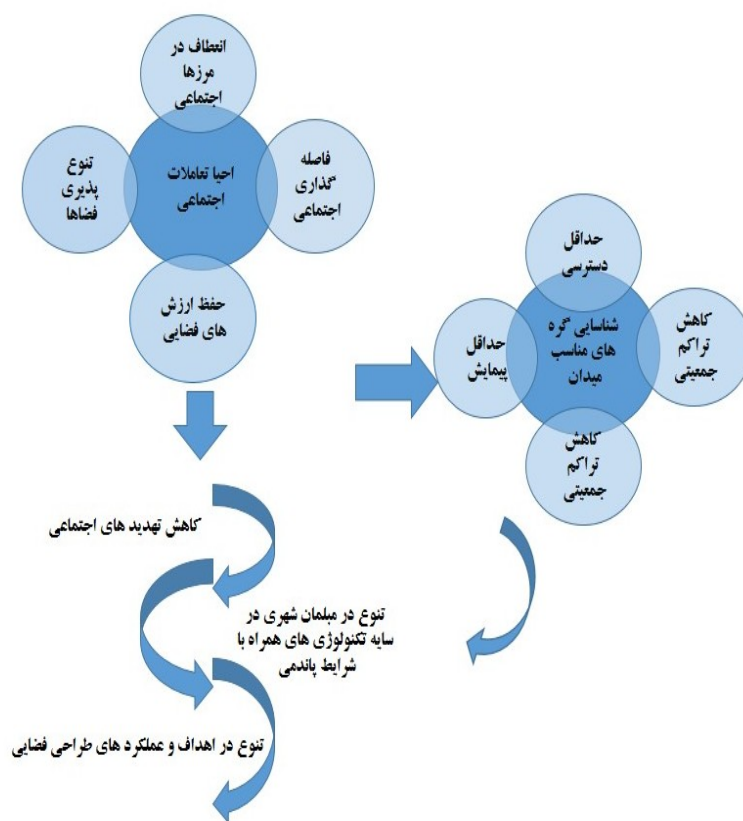 انعطاف در
مرزها
اجتماعی
فاصله
گذاری
اجتماعی
احیا تعاملات
اجتماعی
تنوع
پذیری
فضاها
حفظ ارزش
های فضایی
حداقل
دسترسی
کاهش
تراکم
جمعیتی
شناسایی گره
های مناسب
میدان
حداقل
پیمایش
کاهش
تراکم
جمعیتی
کاهش تهدید های اجتماعی
تنوع در مبلمان شهری در
سایه تکنولوژی های همراه با
شرایط پاندمی
تنوع در اهداف و عملکرد های طراحی فضایی